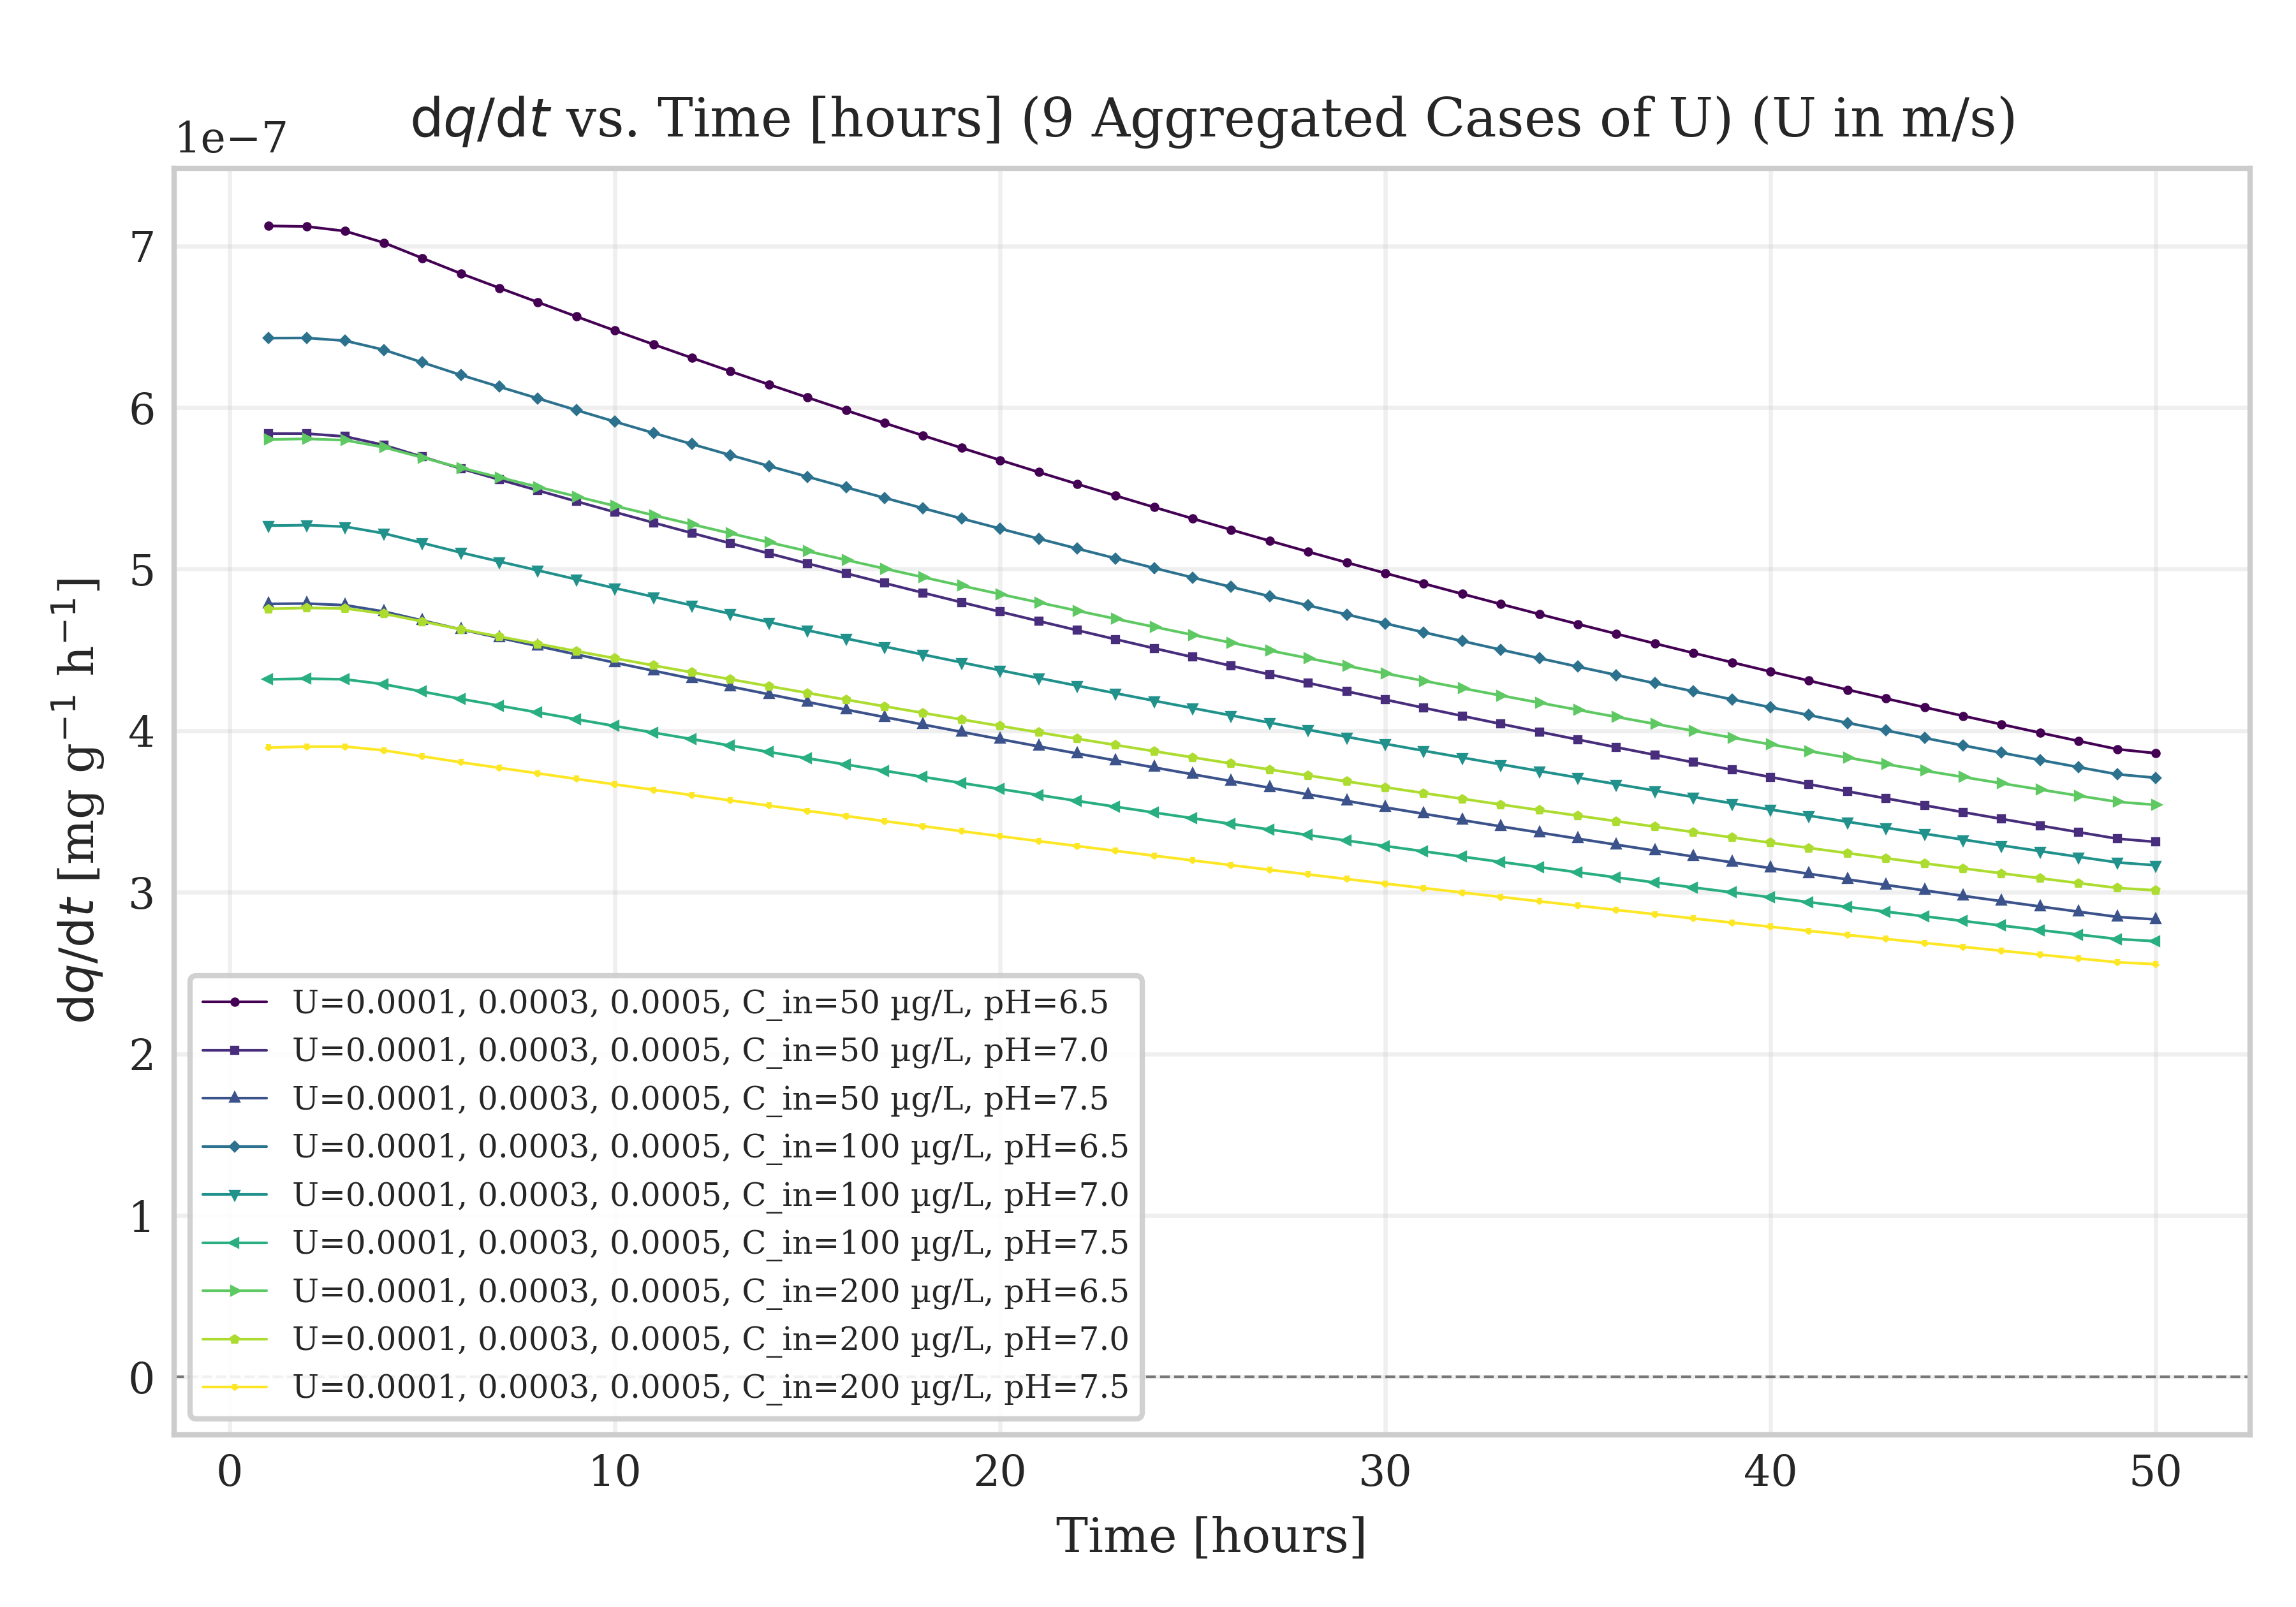 dq/dt vs. Time [hours] (9 Aggregated Cases of U) (U in m/s)
1e−7
7
6
5
4
3
2
1
0
dq/dt [mg g⁻¹ h⁻¹]
U=0.0001, 0.0003, 0.0005, C_in=50 µg/L, pH=6.5
U=0.0001, 0.0003, 0.0005, C_in=50 µg/L, pH=7.0
U=0.0001, 0.0003, 0.0005, C_in=50 µg/L, pH=7.5
U=0.0001, 0.0003, 0.0005, C_in=100 µg/L, pH=6.5
U=0.0001, 0.0003, 0.0005, C_in=100 µg/L, pH=7.0
U=0.0001, 0.0003, 0.0005, C_in=100 µg/L, pH=7.5
U=0.0001, 0.0003, 0.0005, C_in=200 µg/L, pH=6.5
U=0.0001, 0.0003, 0.0005, C_in=200 µg/L, pH=7.0
U=0.0001, 0.0003, 0.0005, C_in=200 µg/L, pH=7.5
0 10 20 30 40 50
Time [hours]